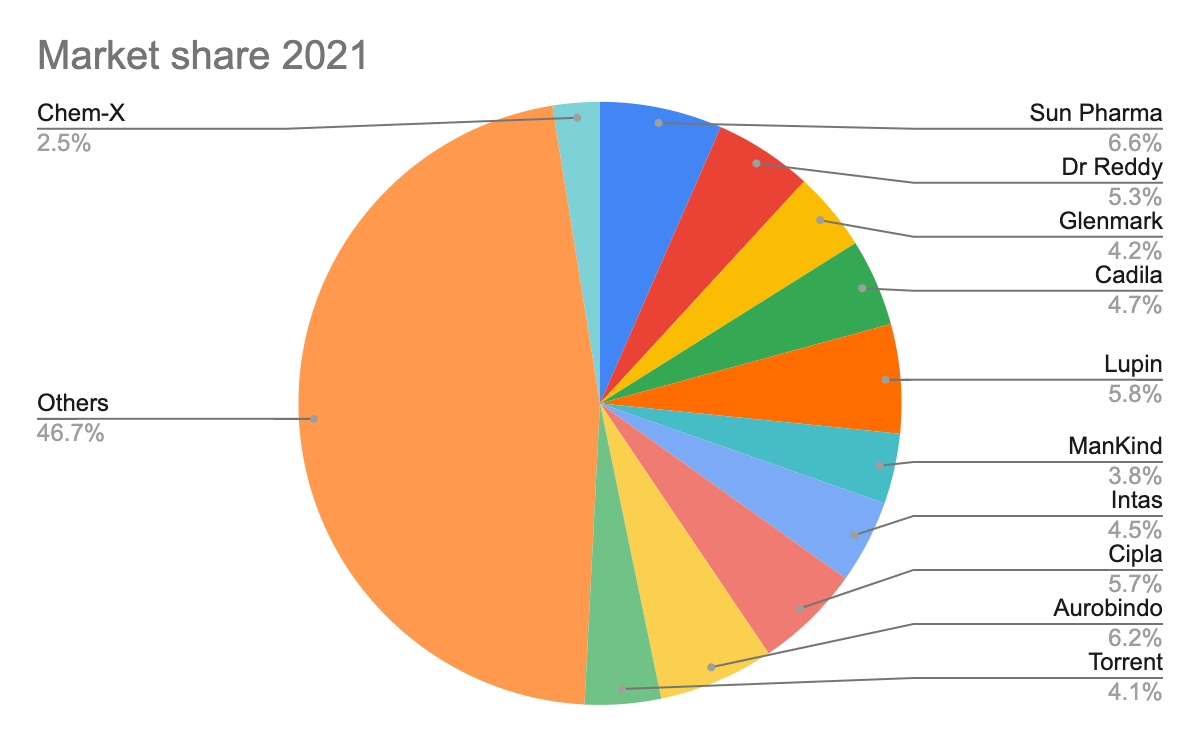 Market share 2021
Chem-X
2.5%
Others
46.7%
Sun Pharma
6.6%
Dr Reddy
5.3%
Glenmark
4.2%
Cadila
4.7%
Lupin
5.8%
ManKind
3.8%
Intas
4.5%
Cipla
5.7%
Aurobindo
6.2%
Torrent
4.1%